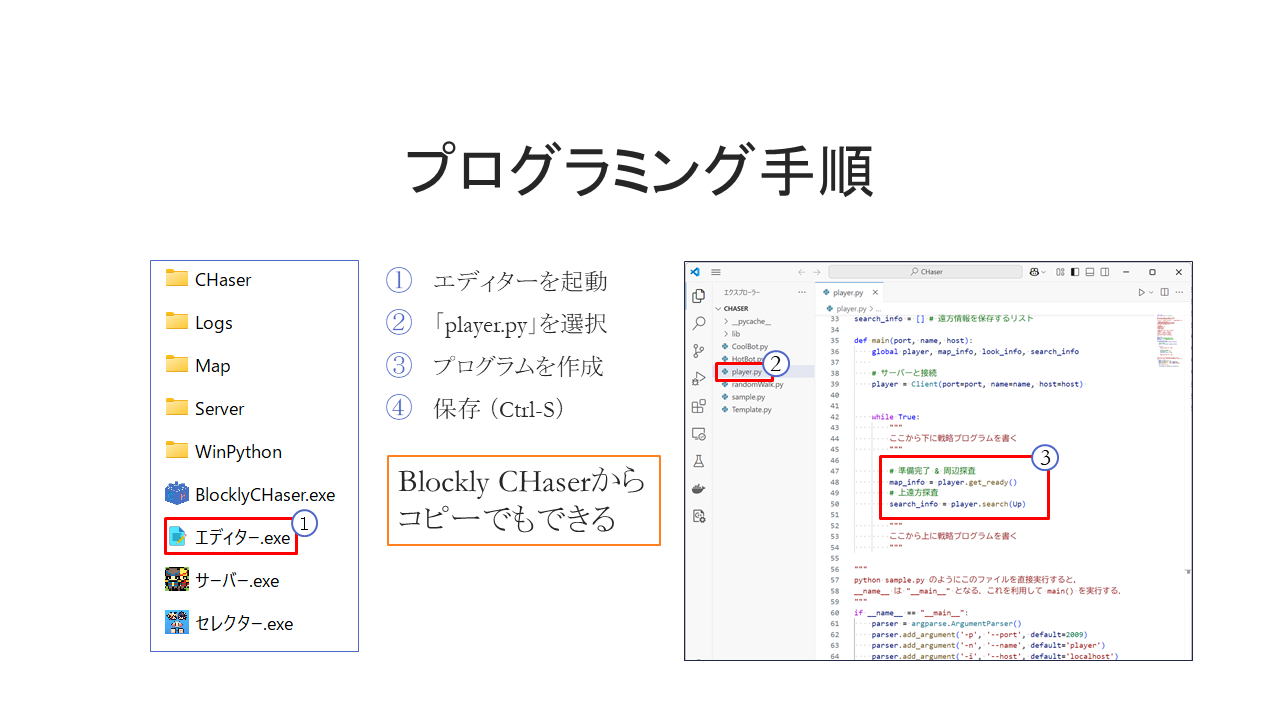 プログラミング手順
CHaser
Logs
Map
Server
WinPython
BlocklyCHaser.exe
エディター.exe
①
サーバー.exe
セレクター.exe
① エディターを起動
② 「player.py」を選択
③ プログラムを作成
④ 保存（Ctrl-S）
Blockly CHaserから
コピーでもできる
CHaser
エクスプローラー
CHASER
__pycache__
lib
CoolBot.py
HotBot.py
player.py
②
randomWalk.py
sample.py
Template.py
player.py
player.py > ...
33 search_info = [] # 遠方情報を保存するリスト
34
35 def main(port, name, host):
36 global player, map_info, look_info, search_info
37
38 # サーバーと接続
39 player = Client(port=port, name=name, host=host)
40
41
42 while True:
43 """
44 ここから下に戦略プログラムを書く
45 """
46
47 # 準備完了 & 周辺探査
48 map_info = player.get_ready()
49 # 上遠方探査
50 search_info = player.search(Up)
③
51
52 """
53 ここから上に戦略プログラムを書く
54 """
55
56 """
57 python sample.py のようにこのファイルを直接実行すると，
58 __name__ は "__main__" となる．これを利用して main() を実行する．
59 """
60 if __name__ == "__main__":
61 parser = argparse.ArgumentParser()
62 parser.add_argument('-p', '--port', default=2009)
63 parser.add_argument('-n', '--name', default='player')
64 parser.add_argument('-i', '--host', default='localhost')